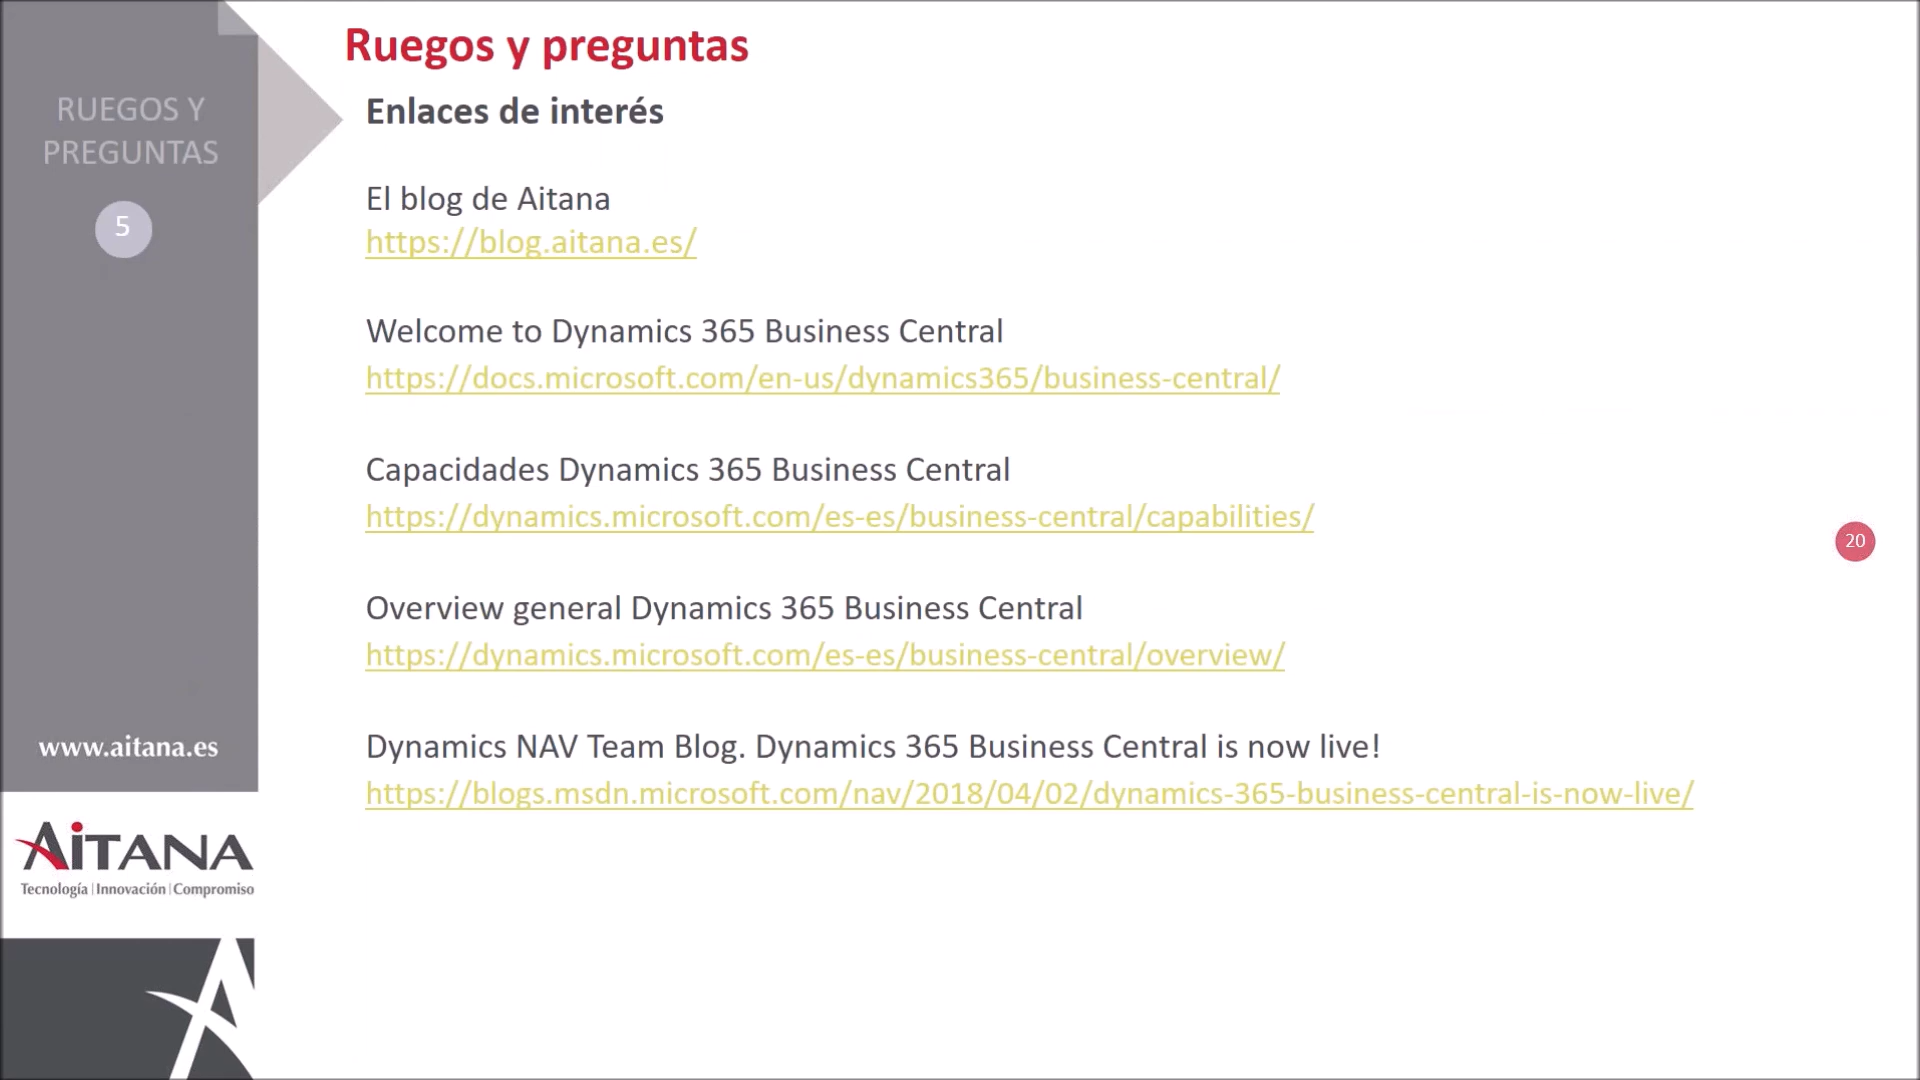 Ruegos y preguntas
RUEGOS Y
PREGUNTAS
5
Enlaces de interés
El blog de Aitana
https://blog.aitana.es/
Welcome to Dynamics 365 Business Central
https://docs.microsoft.com/en-us/dynamics365/business-central/
Capacidades Dynamics 365 Business Central
https://dynamics.microsoft.com/es-es/business-central/capabilities/
20
Overview general Dynamics 365 Business Central
https://dynamics.microsoft.com/es-es/business-central/overview/
Dynamics NAV Team Blog. Dynamics 365 Business Central is now live!
https://blogs.msdn.microsoft.com/nav/2018/04/02/dynamics-365-business-central-is-now-live/
www.aitana.es
AiTANA
Tecnología | Innovación | Compromiso